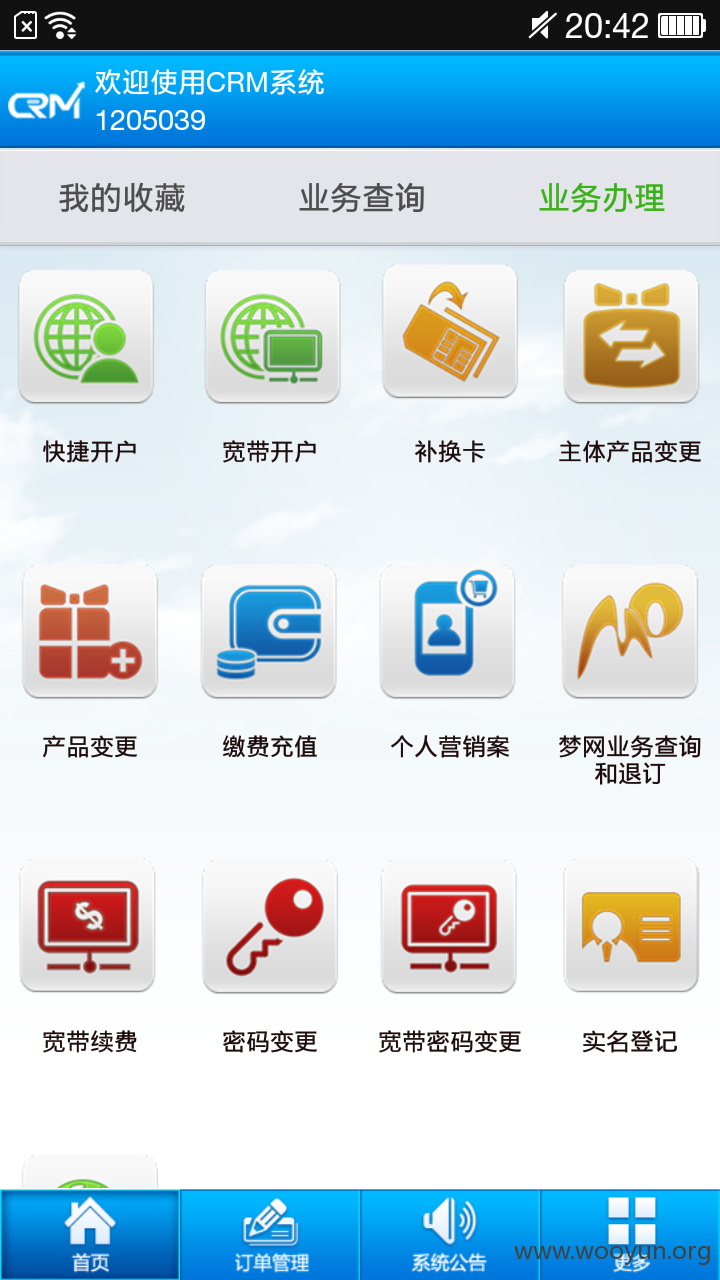 20:42
CRM
欢迎使用CRM系统
1205039
我的收藏 业务查询 业务办理
快捷开户 宽带开户 补换卡 主体产品变更
产品变更 缴费充值 个人营销案 梦网业务查询
和退订
宽带续费 密码变更 宽带密码变更 实名登记
首页 订单管理 系统公告 更多
www.wooyun.org